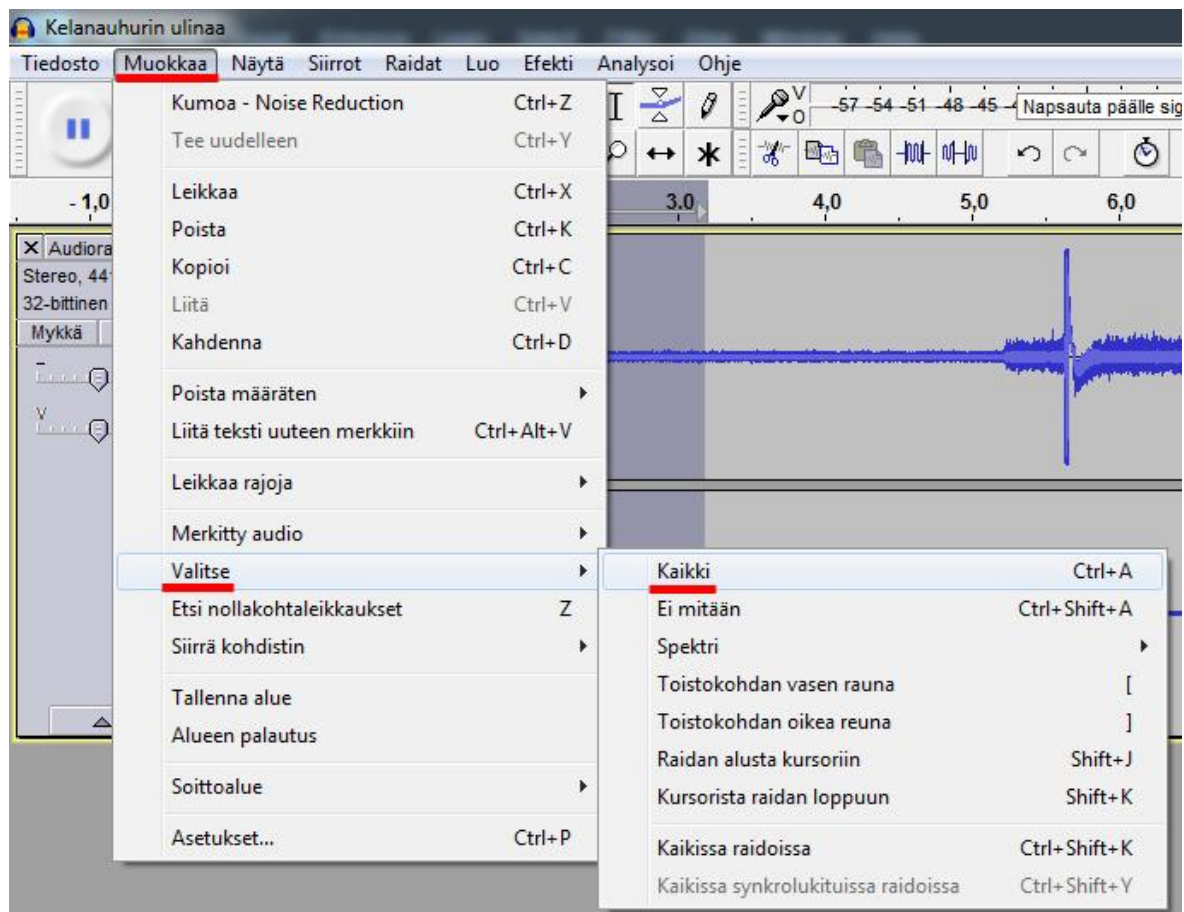 Kelanauhurin ulinaa
Tiedosto Muokkaa Näytä Siirrot Raidat Luo Efekti Analysoi Ohje
Kumoa - Noise Reduction Ctrl+Z
Tee uudelleen Ctrl+Y
Leikkaa Ctrl+X
Poista Ctrl+K
Kopioi Ctrl+C
Liitä Ctrl+V
Kahdenna Ctrl+D
Poista määräten
Liitä teksti uuteen merkkiin Ctrl+Alt+V
Leikkaa rajoja
Merkitty audio
Valitse
Etsi nollakohtaleikkaukset Z
Siirrä kohdistin
Tallenna alue
Alueen palautus
Soittoalue
Asetukset... Ctrl+P
V O -57 -54 -51 -48 -45 Napsauta päälle
- 1,0 3.0 4,0 5,0 6,0
X Audiora
Stereo, 44
32-bittinen
Mykkä
V
Kaikki Ctrl+A
Ei mitään Ctrl+Shift+A
Spektri
Toistokohdan vasen rauna [
Toistokohdan oikea reuna ]
Raidan alusta kursoriin Shift+J
Kursorista raidan loppuun Shift+K
Kaikissa raidoissa Ctrl+Shift+K
Kaikissa synkrolukituissa raidoissa Ctrl+Shift+Y